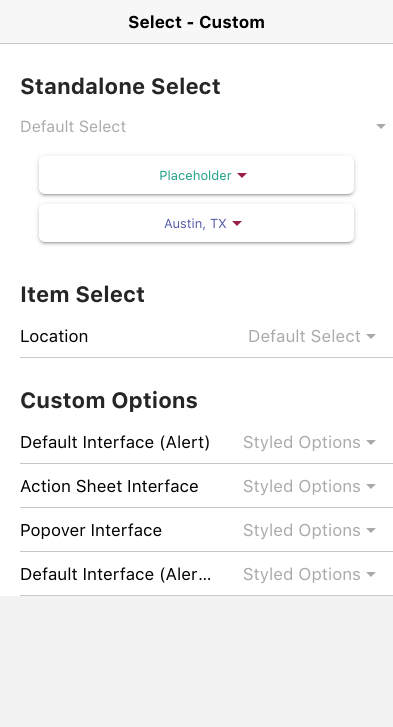 Select - Custom
Standalone Select
Default Select
Placeholder
Austin, TX
Item Select
Location Default Select
Custom Options
Default Interface (Alert) Styled Options
Action Sheet Interface Styled Options
Popover Interface Styled Options
Default Interface (Aler... Styled Options